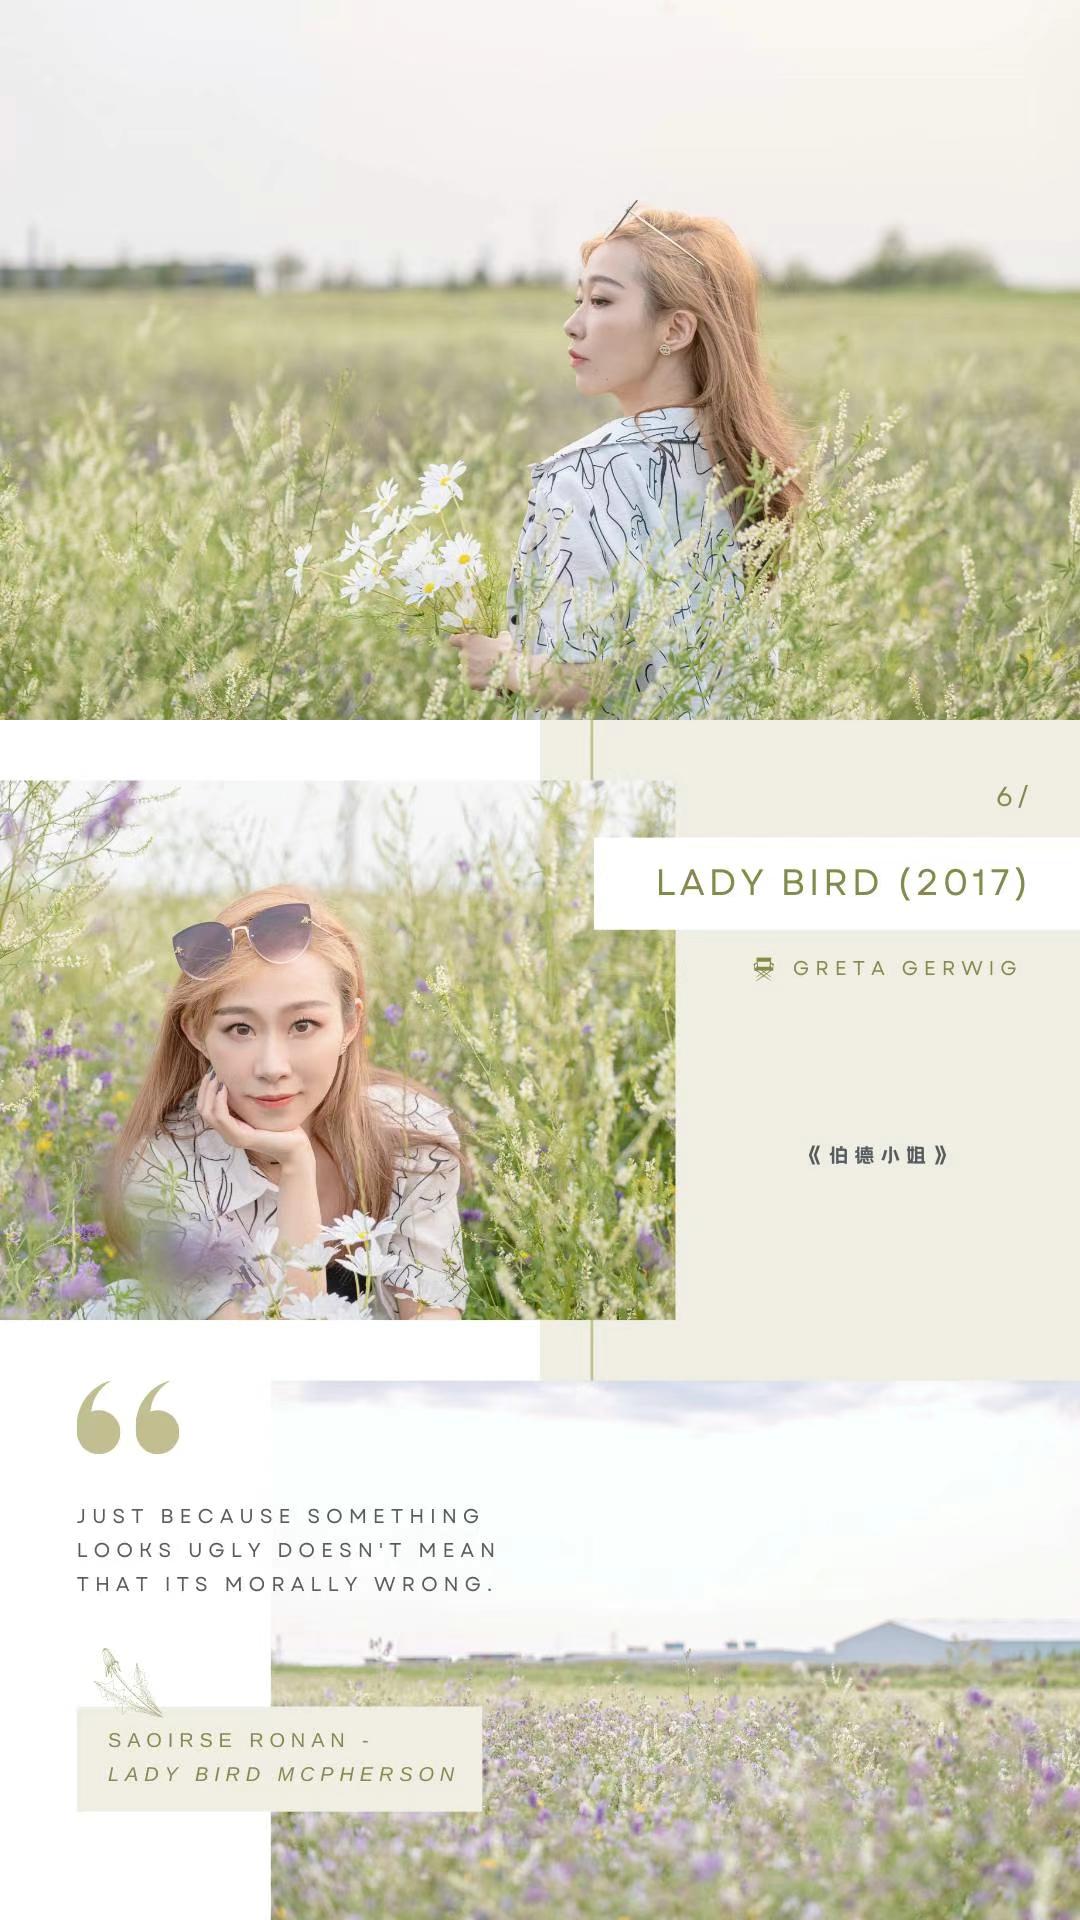 6/
LADY BIRD (2017)
GRETA GERWIG
《伯德小姐》
JUST BECAUSE SOMETHING
LOOKS UGLY DOESN'T MEAN
THAT ITS MORALLY WRONG.
SAOIRSE RONAN -
LADY BIRD MCPHERSON